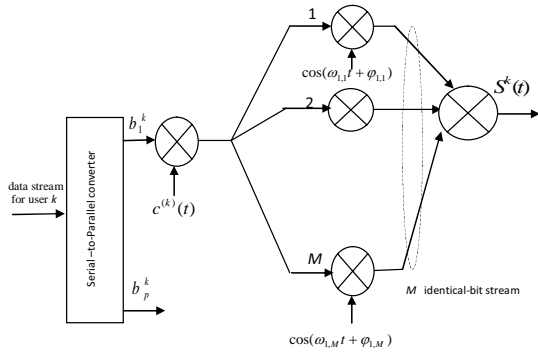 1
cos(ω₁,₁t + φ₁,₁)
Sᵏ(t)
2
b₁ᵏ
data stream
for user k
Serial –to-Parallel converter
c⁽ᵏ⁾(t)
M
M identical-bit stream
bₚᵏ
cos(ω₁,Mt + φ₁,M)